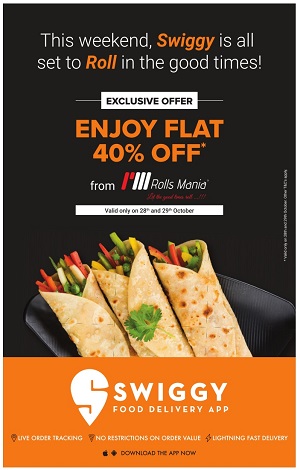 This weekend, Swiggy is all
set to Roll in the good times!
EXCLUSIVE OFFER
ENJOY FLAT
40% OFF*
from rm Rolls Mania
Valid only on 28th and 29th October
SWIGGY
FOOD DELIVERY APP
LIVE ORDER TRACKING NO RESTRICTIONS ON ORDER VALUE LIGHTNING FAST DELIVERY
DOWNLOAD THE APP NOW